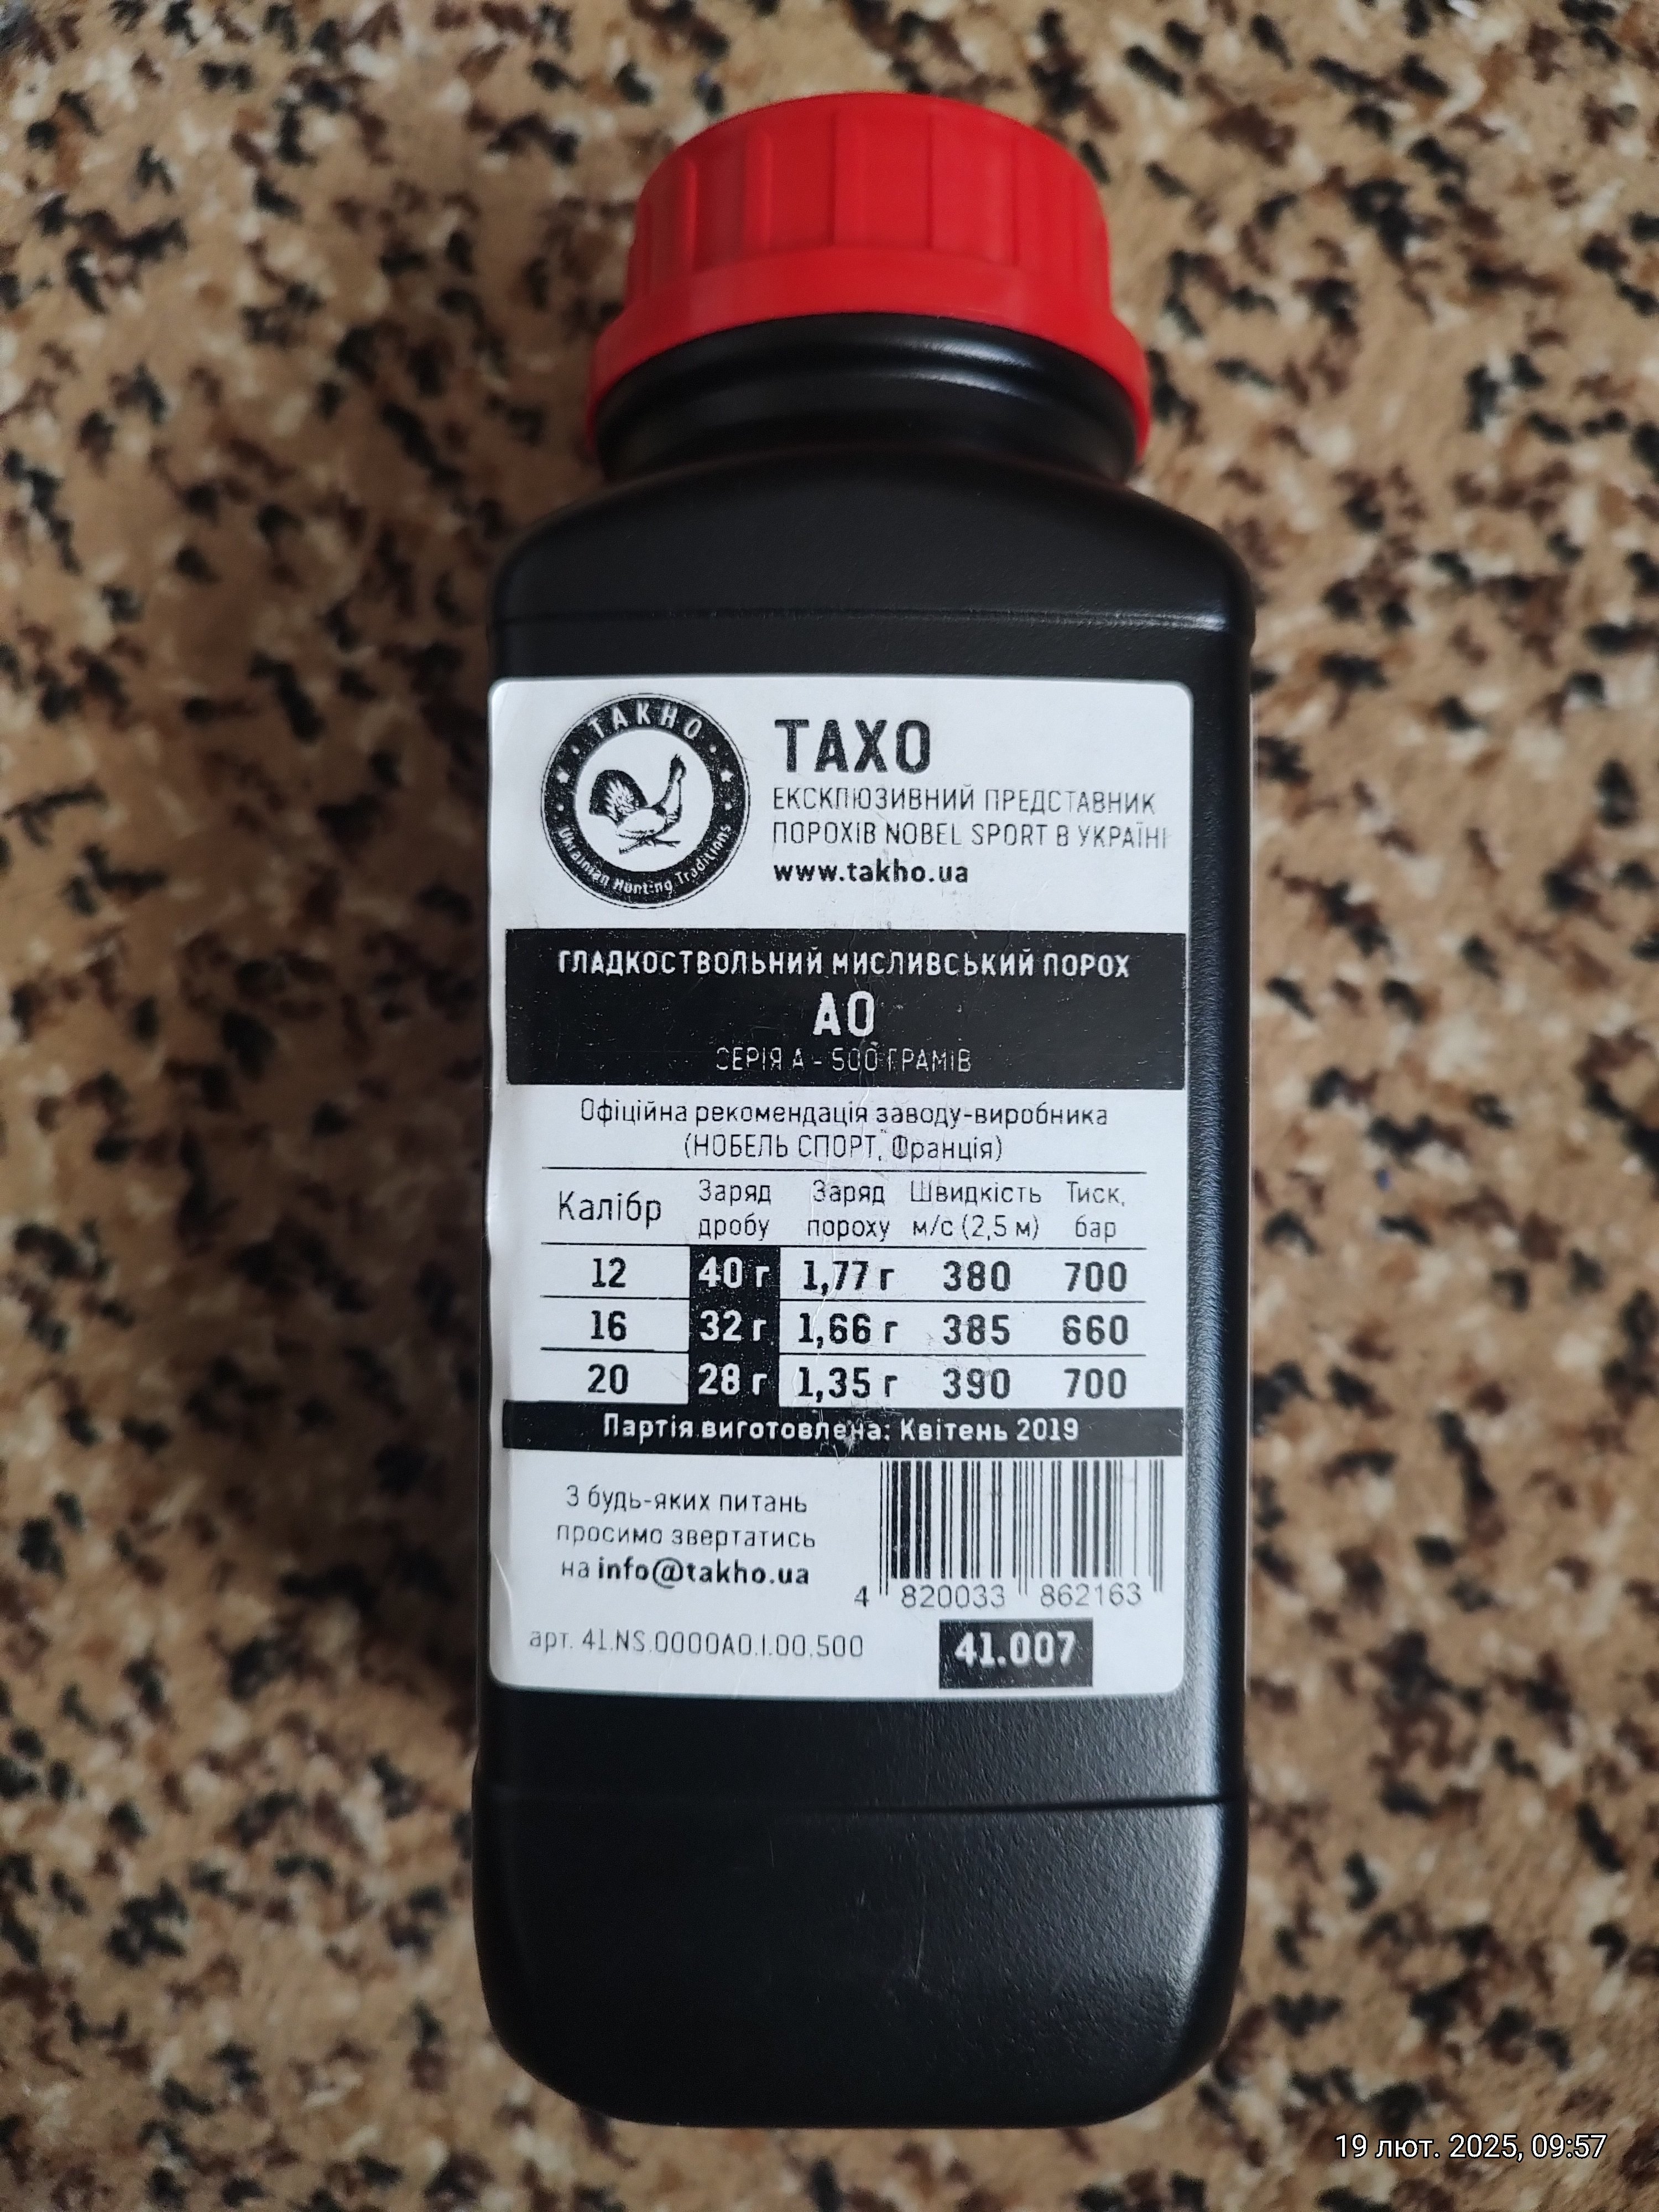 TAKHO
Ukrainian Hunting Traditions
ТАХО
ЕКСКЛЮЗИВНИЙ ПРЕДСТАВНИК
ПОРОХІВ NOBEL SPORT В УКРАЇНІ
www.takho.ua
ГЛАДКОСТВОЛЬНИЙ МИСЛИВСЬКИЙ ПОРОХ
АО
СЕРІЯ А - 500 ГРАМІВ
Офіційна рекомендація заводу-виробника
(НОБЕЛЬ СПОРТ, Франція)
Калібр Заряд дробу Заряд пороху Швидкість м/с (2,5 м) Тиск, бар
12 40 г 1,77 г 380 700
16 32 г 1,66 г 385 660
20 28 г 1,35 г 390 700
Партія виготовлена: Квітень 2019
З будь-яких питань
просимо звертатись
на info@takho.ua
4 820033 862163
арт. 41.NS.0000A0.1.00.500
41.007
19 лют. 2025, 09:57